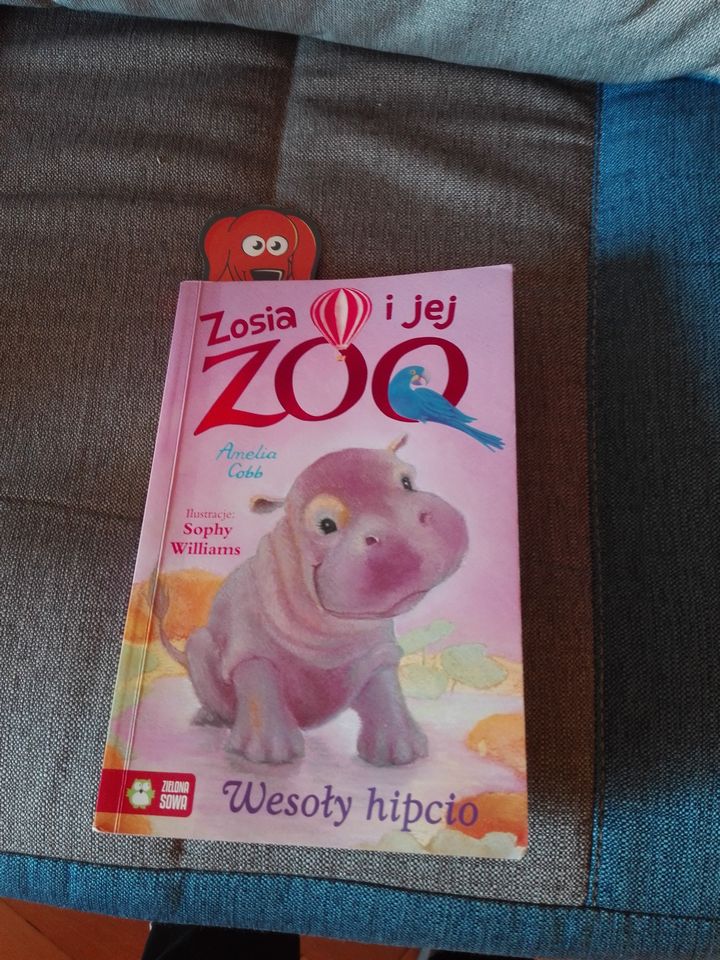 Zosia i jej
ZOO
Amelia
Cobb
Ilustracje:
Sophy
Williams
ZIELONA
SOWA
Wesoły hipcio